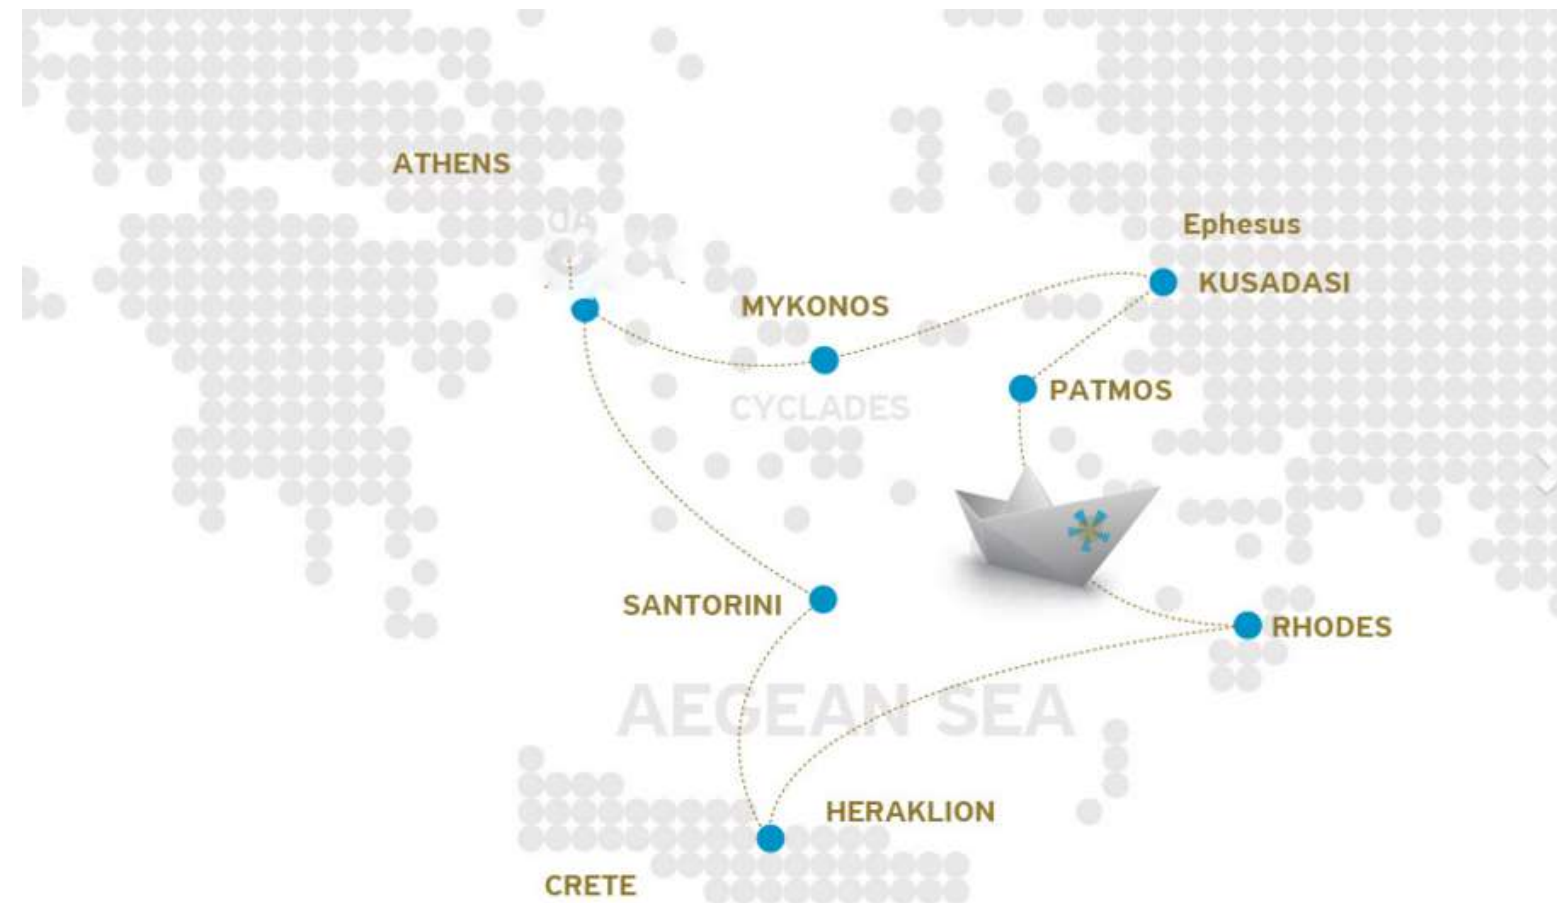 ATHENS
Ephesus
KUSADASI
MYKONOS
PATMOS
CYCLADES
SANTORINI
RHODES
AEGEAN SEA
HERAKLION
CRETE